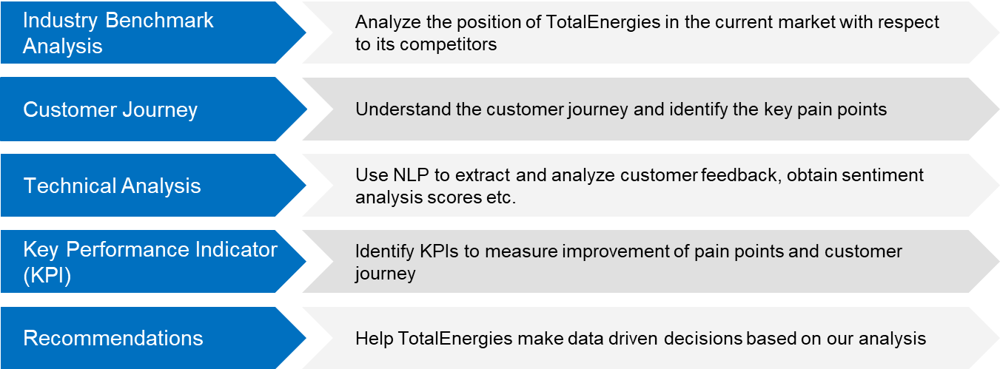 Industry Benchmark
Analysis
Analyze the position of TotalEnergies in the current market with respect
to its competitors
Customer Journey
Understand the customer journey and identify the key pain points
Technical Analysis
Use NLP to extract and analyze customer feedback, obtain sentiment
analysis scores etc.
Key Performance Indicator
(KPI)
Identify KPIs to measure improvement of pain points and customer
journey
Recommendations
Help TotalEnergies make data driven decisions based on our analysis